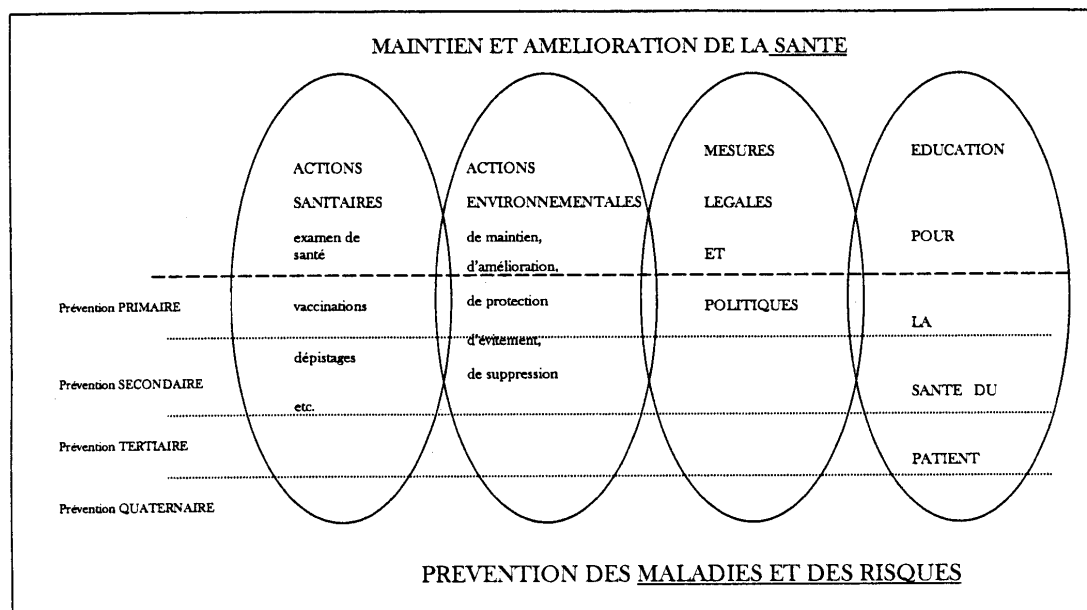 MAINTIEN ET AMELIORATION DE LA SANTE
ACTIONS
SANITAIRES
examen de
santé
vaccinations
dépistages
etc.
ACTIONS
ENVIRONNEMENTALES
de maintien,
d'amélioration,
de protection
d'évitement,
de suppression
MESURES
LEGALES
ET
POLITIQUES
EDUCATION
POUR
LA
SANTE DU
PATIENT
Prévention PRIMAIRE
Prévention SECONDAIRE
Prévention TERTIAIRE
Prévention QUATERNAIRE
PREVENTION DES MALADIES ET DES RISQUES